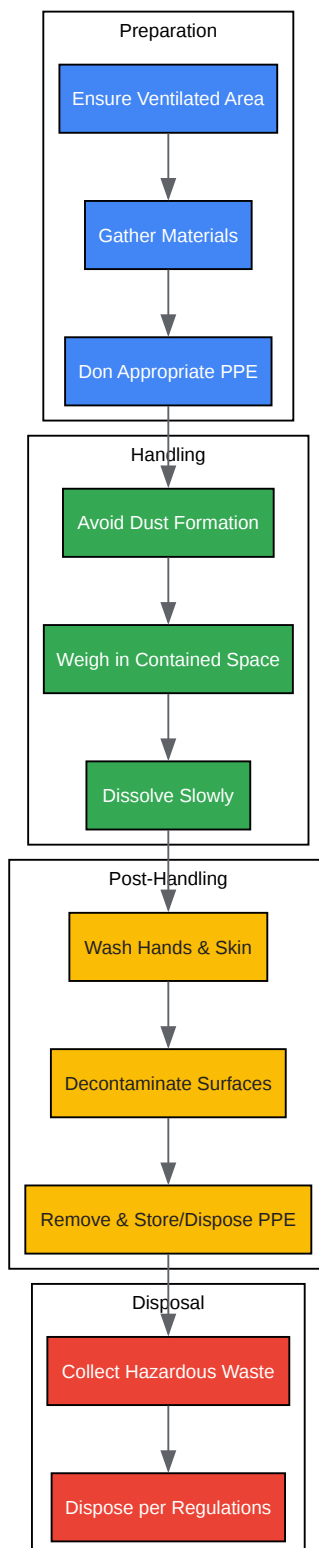 Preparation
Ensure Ventilated Area
Gather Materials
Don Appropriate PPE
Handling
Avoid Dust Formation
Weigh in Contained Space
Dissolve Slowly
Post-Handling
Wash Hands & Skin
Decontaminate Surfaces
Remove & Store/Dispose PPE
Disposal
Collect Hazardous Waste
Dispose per Regulations